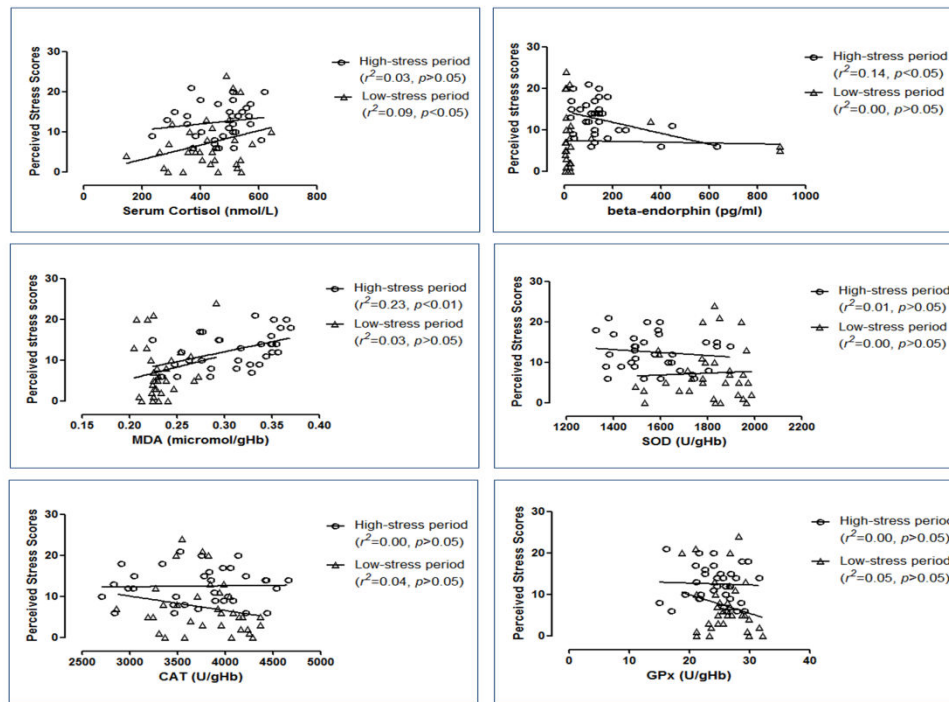 Perceived Stress Scores
30
20
10
0
0 200 400 600 800
Serum Cortisol (nmol/L)
High-stress period
(r²=0.03, p>0.05)
Low-stress period
(r²=0.09, p<0.05)
Perceived stress scores
30
20
10
0
0 200 400 600 800 1000
beta-endorphin (pg/ml)
High-stress period
(r²=0.14, p<0.05)
Low-stress period
(r²=0.00, p>0.05)
Perceived stress scores
30
20
10
0
0.15 0.20 0.25 0.30 0.35 0.40
MDA (micromol/gHb)
High-stress period
(r²=0.23, p<0.01)
Low-stress period
(r²=0.03, p>0.05)
Perceived Stress Scores
30
20
10
0
1200 1400 1600 1800 2000 2200
SOD (U/gHb)
High-stress period
(r²=0.01, p>0.05)
Low-stress period
(r²=0.00, p>0.05)
Perceived Stress Scores
30
20
10
0
2500 3000 3500 4000 4500 5000
CAT (U/gHb)
High-stress period
(r²=0.00, p>0.05)
Low-stress period
(r²=0.04, p>0.05)
Perceived Stress Scores
30
20
10
0
0 10 20 30 40
GPx (U/gHb)
High-stress period
(r²=0.00, p>0.05)
Low-stress period
(r²=0.05, p>0.05)